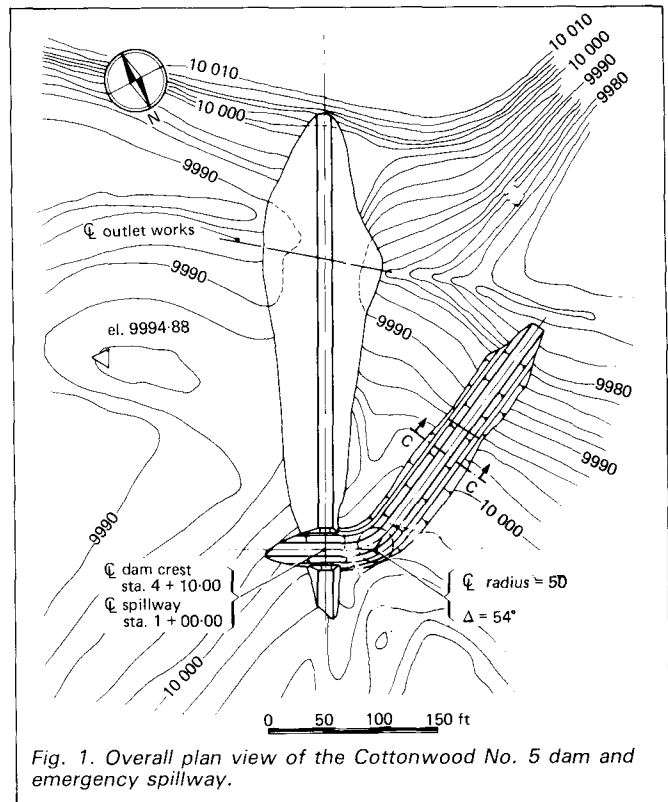 10 010
10 000
9990
9980
10 010
10 000
N
9990
℄ outlet works
9990
9990
el. 9994·88
9980
C
C
9990
10 000
9990
℄ dam crest
sta. 4 + 10·00
℄ spillway
sta. 1 + 00·00
℄ radius = 50
Δ = 54°
10 000
0 50 100 150 ft
Fig. 1. Overall plan view of the Cottonwood No. 5 dam and
emergency spillway.